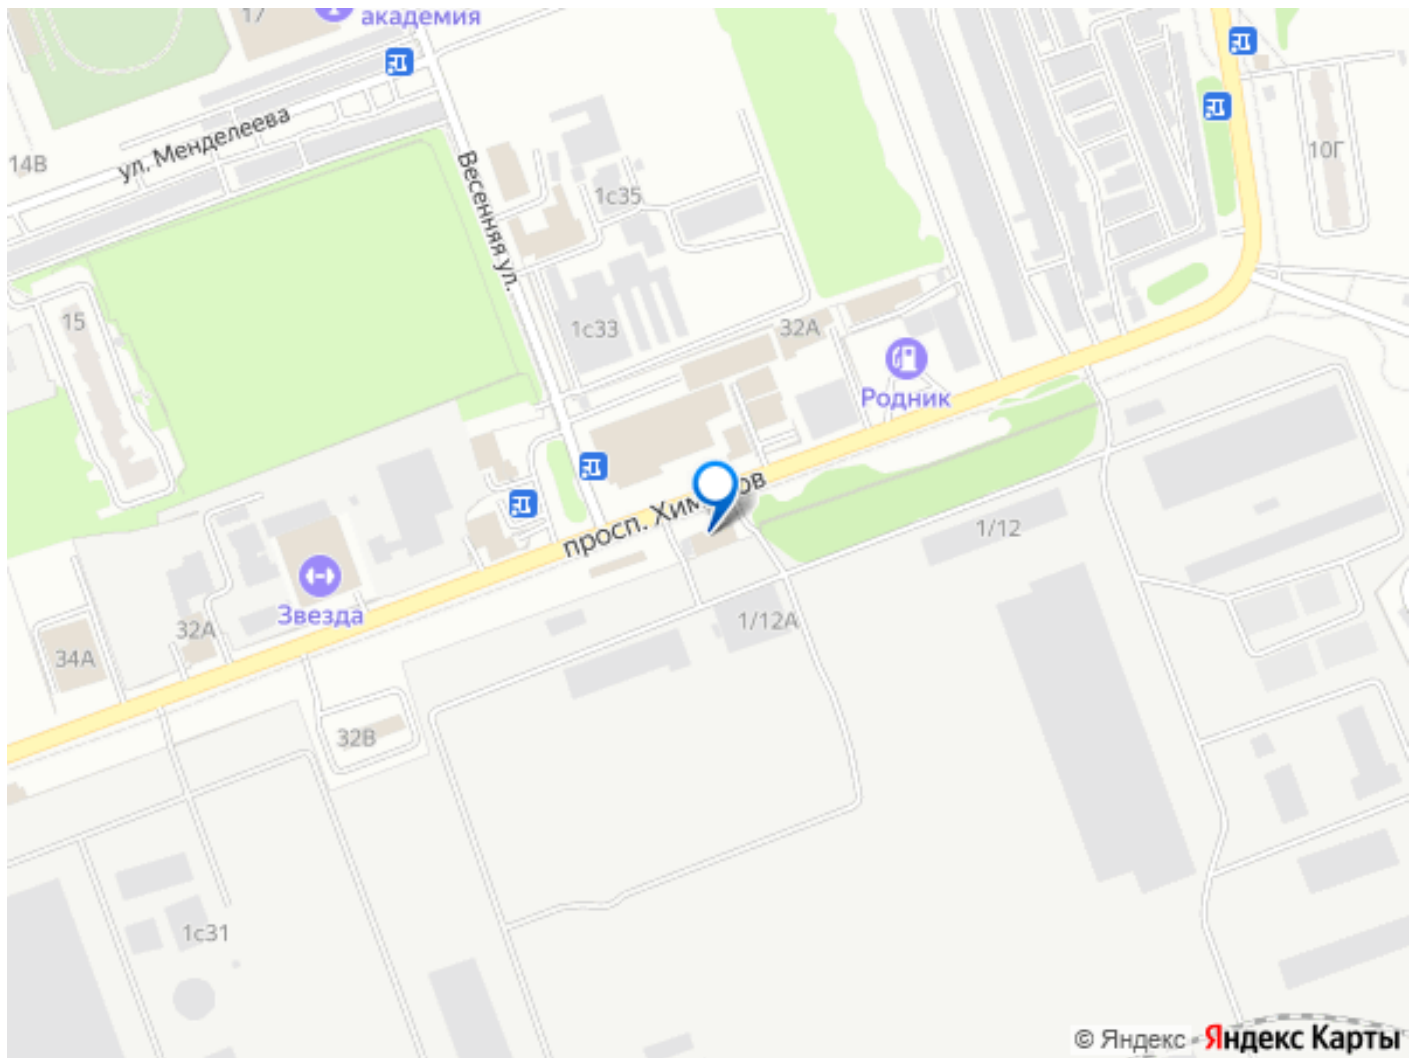 17
академия
ул. Менделеева
14В
Весенняя ул.
1с35
10Г
15
1с33
32А
Родник
просп. Хим
ов
1/12
Звезда
32А
1/12А
34А
32В
1с31
© Яндекс
Яндекс Карты